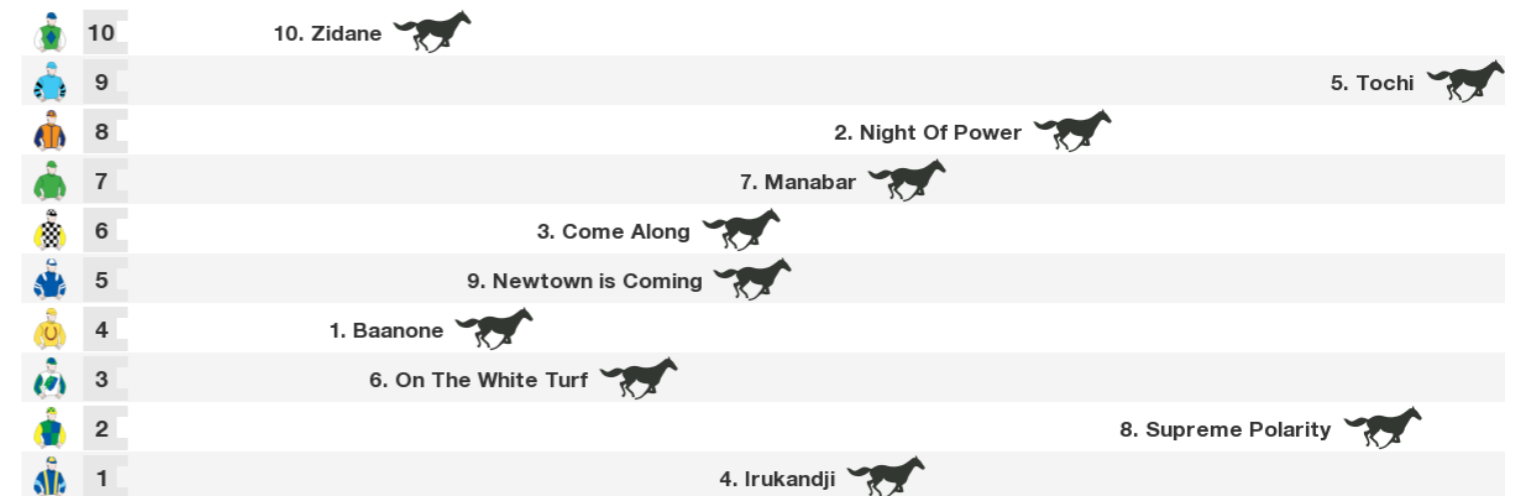 10 10. Zidane
9 5. Tochi
8 2. Night Of Power
7 7. Manabar
6 3. Come Along
5 9. Newtown is Coming
4 1. Baanone
3 6. On The White Turf
2 8. Supreme Polarity
1 4. Irukandji